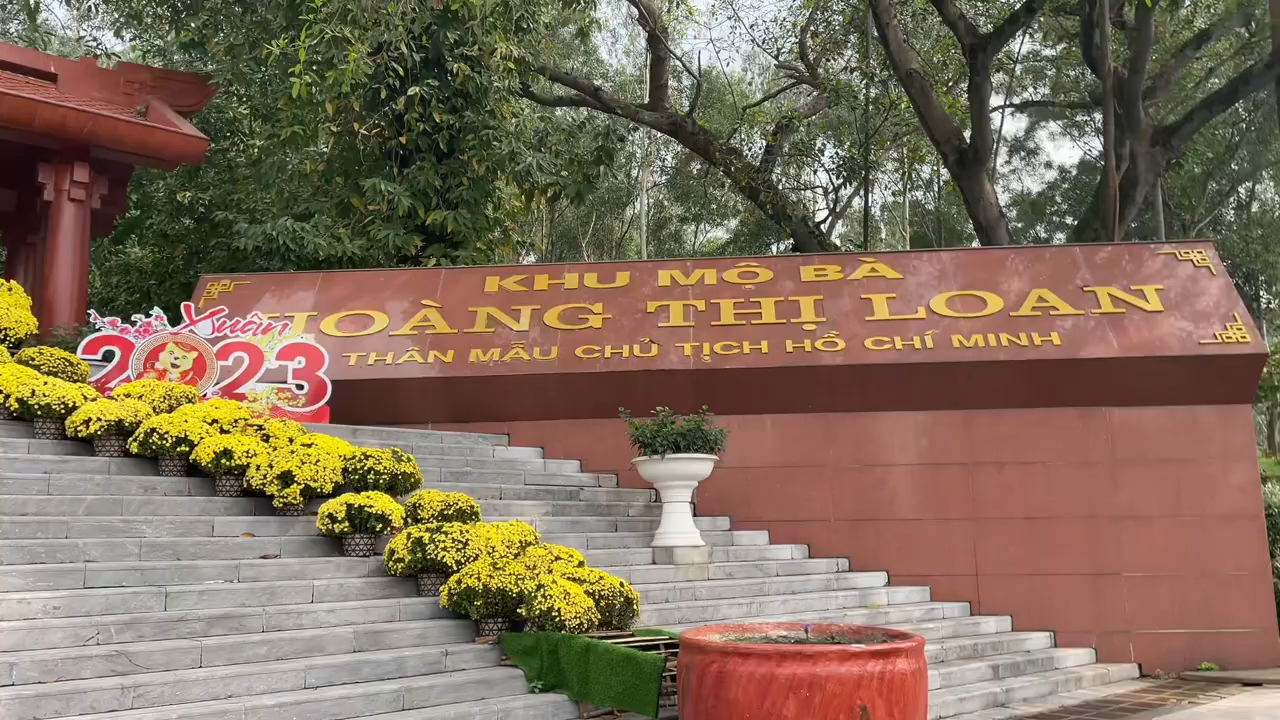 KHU MỘ BÀ
HOÀNG THỊ LOAN
THÂN MẪU CHỦ TỊCH HỒ CHÍ MINH
Xuân
2023